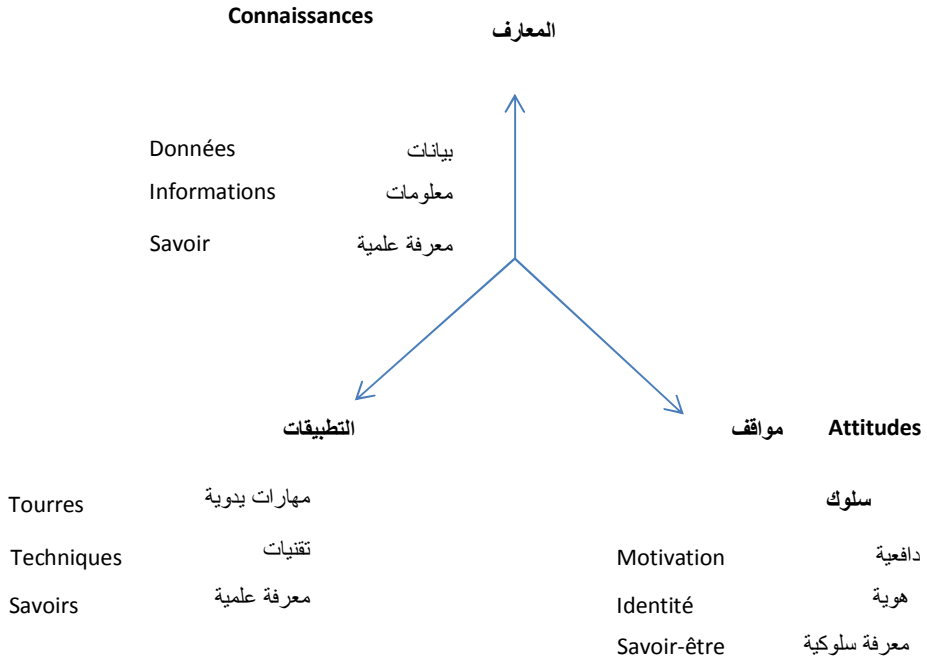 Connaissances المعارف
Données بيانات
Informations معلومات
Savoir معرفة علمية
التطبيقات
مواقف Attitudes
Tourres مهارات يدوية
سلوك
Techniques تقنيات
Motivation دافعية
Savoirs معرفة علمية
Identité هوية
Savoir-être معرفة سلوكية